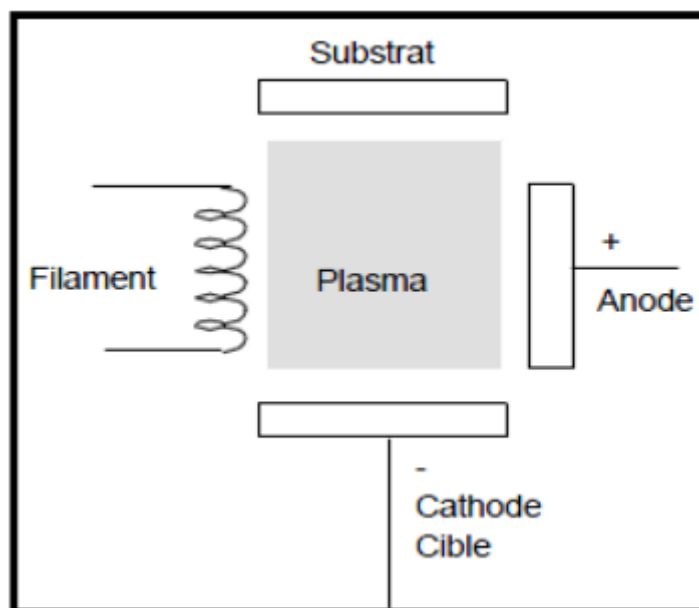 Substrat
Filament
Plasma
+
Anode
-
Cathode
Cible